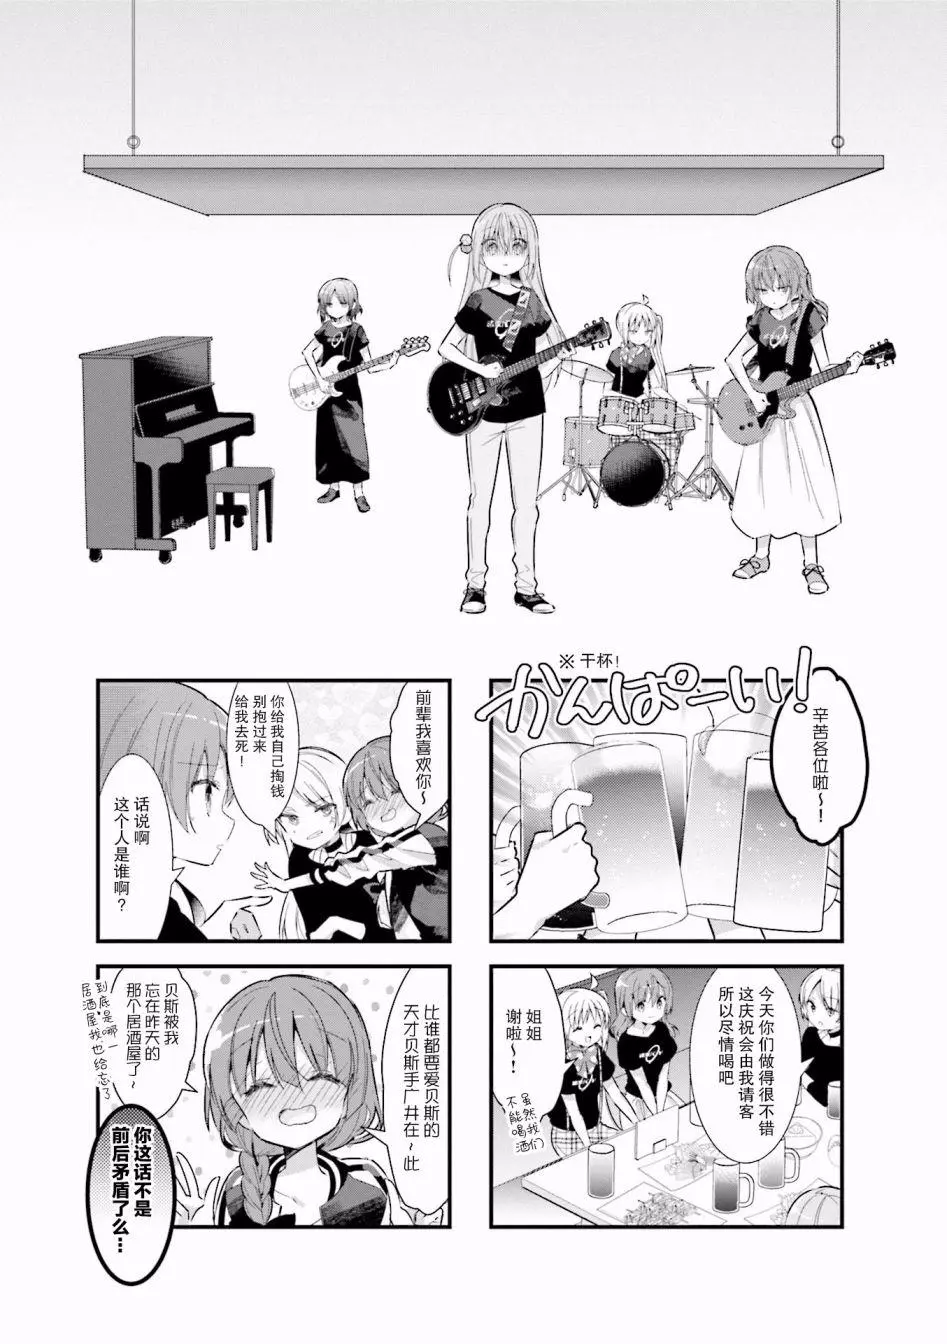 ※ 干杯!
かんぱーい!
辛苦各位啦~!
今天你们做得很不错
这庆祝会由我请客
所以尽情喝吧
姐姐
谢啦~!
虽然我们
不能喝酒
前辈我喜欢你~
你给我自己掏钱
别抱过来
给我去死!
话说啊
这个人是谁啊?
比谁都要爱贝斯的
天才贝斯手广井在~此
贝斯被我
忘在昨天的
那个居酒屋了~
到底是哪一
居酒屋我也给忘了
你这话不是
前后矛盾了么…